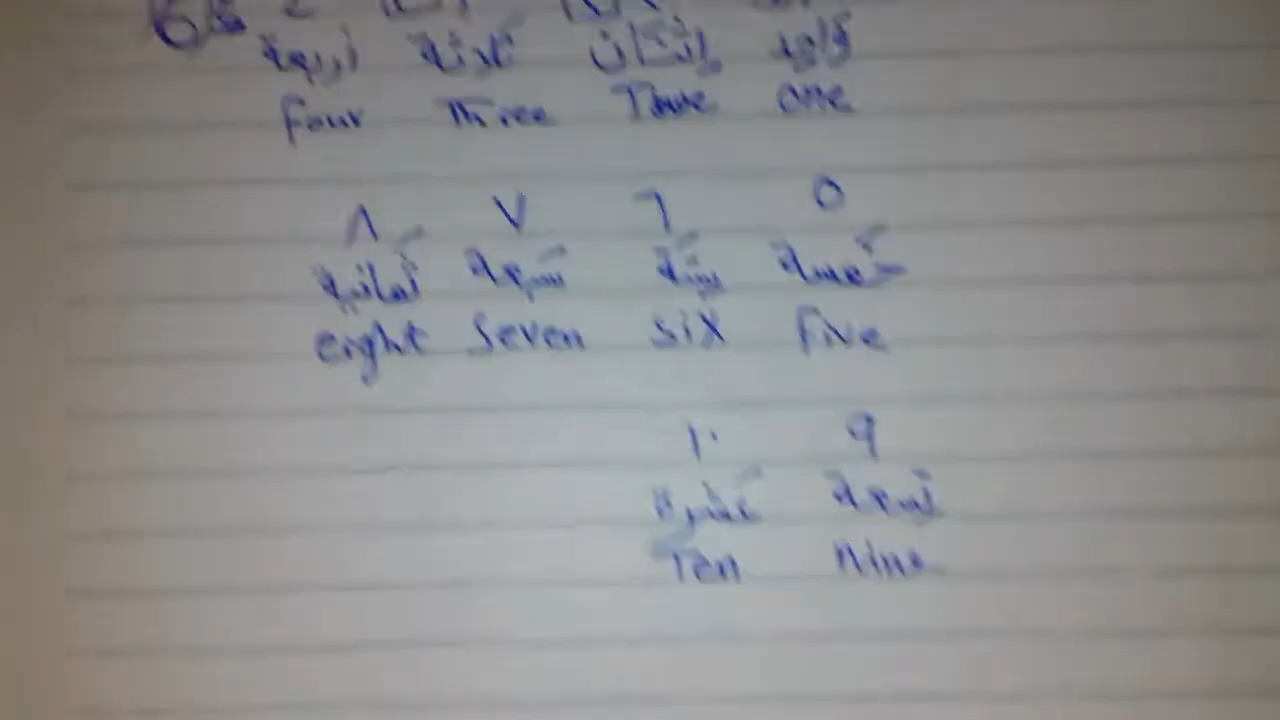 واحد إثنان ثلاثة أربعة
one Three four
٥ ٦ ٧ ٨
خمسة ستة سبعة ثمانية
five six seven eight
٩ ١٠
تسعة عشرة
nine Ten